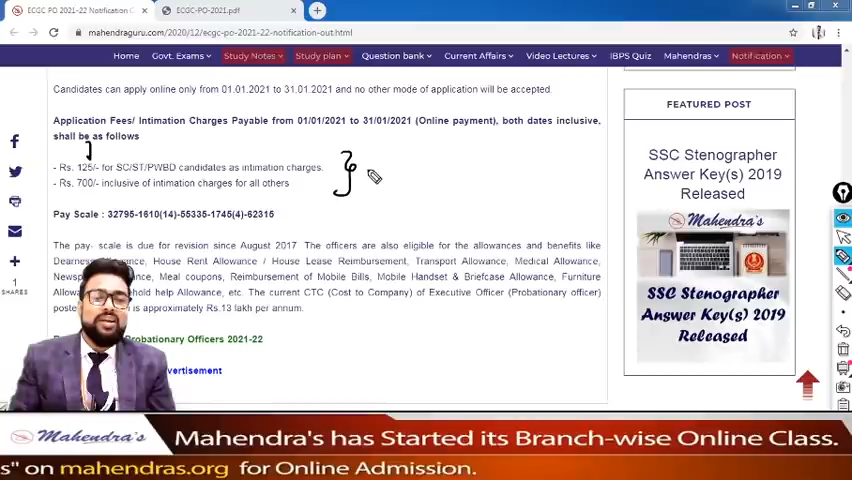 ECGC PO 2021-22 Notification O
ECGC-PO-2021.pdf
mahendraguru.com/2020/12/ecgc-po-2021-22-notification-out.html
Home Govt. Exams Study Notes Study plan Question bank Current Affairs Video Lectures IBPS Quiz Mahendras Notification
Candidates can apply online only from 01.01.2021 to 31.01.2021 and no other mode of application will be accepted.
Application Fees/ Intimation Charges Payable from 01/01/2021 to 31/01/2021 (Online payment), both dates inclusive,
shall be as follows
- Rs. 125/- for SC/ST/PWBD candidates as intimation charges.
- Rs. 700/- inclusive of intimation charges for all others
Pay Scale : 32795-1610(14)-55335-1745(4)-62315
The pay- scale is due for revision since August 2017. The officers are also eligible for the allowances and benefits like
House Rent Allowance / House Lease Reimbursement, Transport Allowance, Medical Allowance,
Meal coupons, Reimbursement of Mobile Bills, Mobile Handset & Briefcase Allowance, Furniture
help Allowance, etc. The current CTC (Cost to Company) of Executive Officer (Probationary officer)
is approximately Rs.13 lakh per annum.
Probationary Officers 2021-22
1
SHARES
FEATURED POST
SSC Stenographer
Answer Key(s) 2019
Released
Mahendra's
SSC Stenographer
Answer Key(s) 2019
Released
Mahendra's
Mahendra's has Started its Branch-wise Online Class.
s" on mahendras.org for Online Admission.